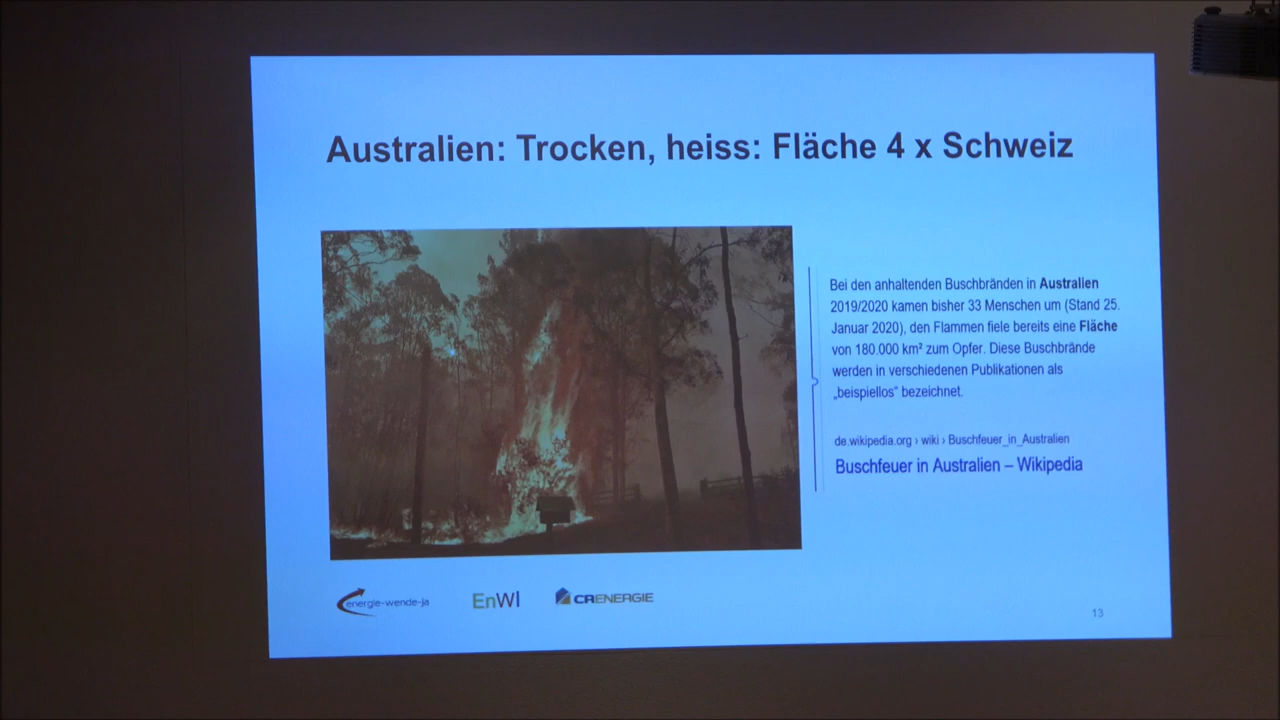 Australien: Trocken, heiss: Fläche 4 x Schweiz
Bei den anhaltenden Buschbränden in Australien
2019/2020 kamen bisher 33 Menschen um (Stand 25.
Januar 2020), den Flammen fiele bereits eine Fläche
von 180.000 km² zum Opfer. Diese Buschbrände
werden in verschiedenen Publikationen als
„beispiellos“ bezeichnet.
de.wikipedia.org › wiki › Buschfeuer_in_Australien
Buschfeuer in Australien – Wikipedia
energie-wende-ja
EnWI
CRENERGIE
13